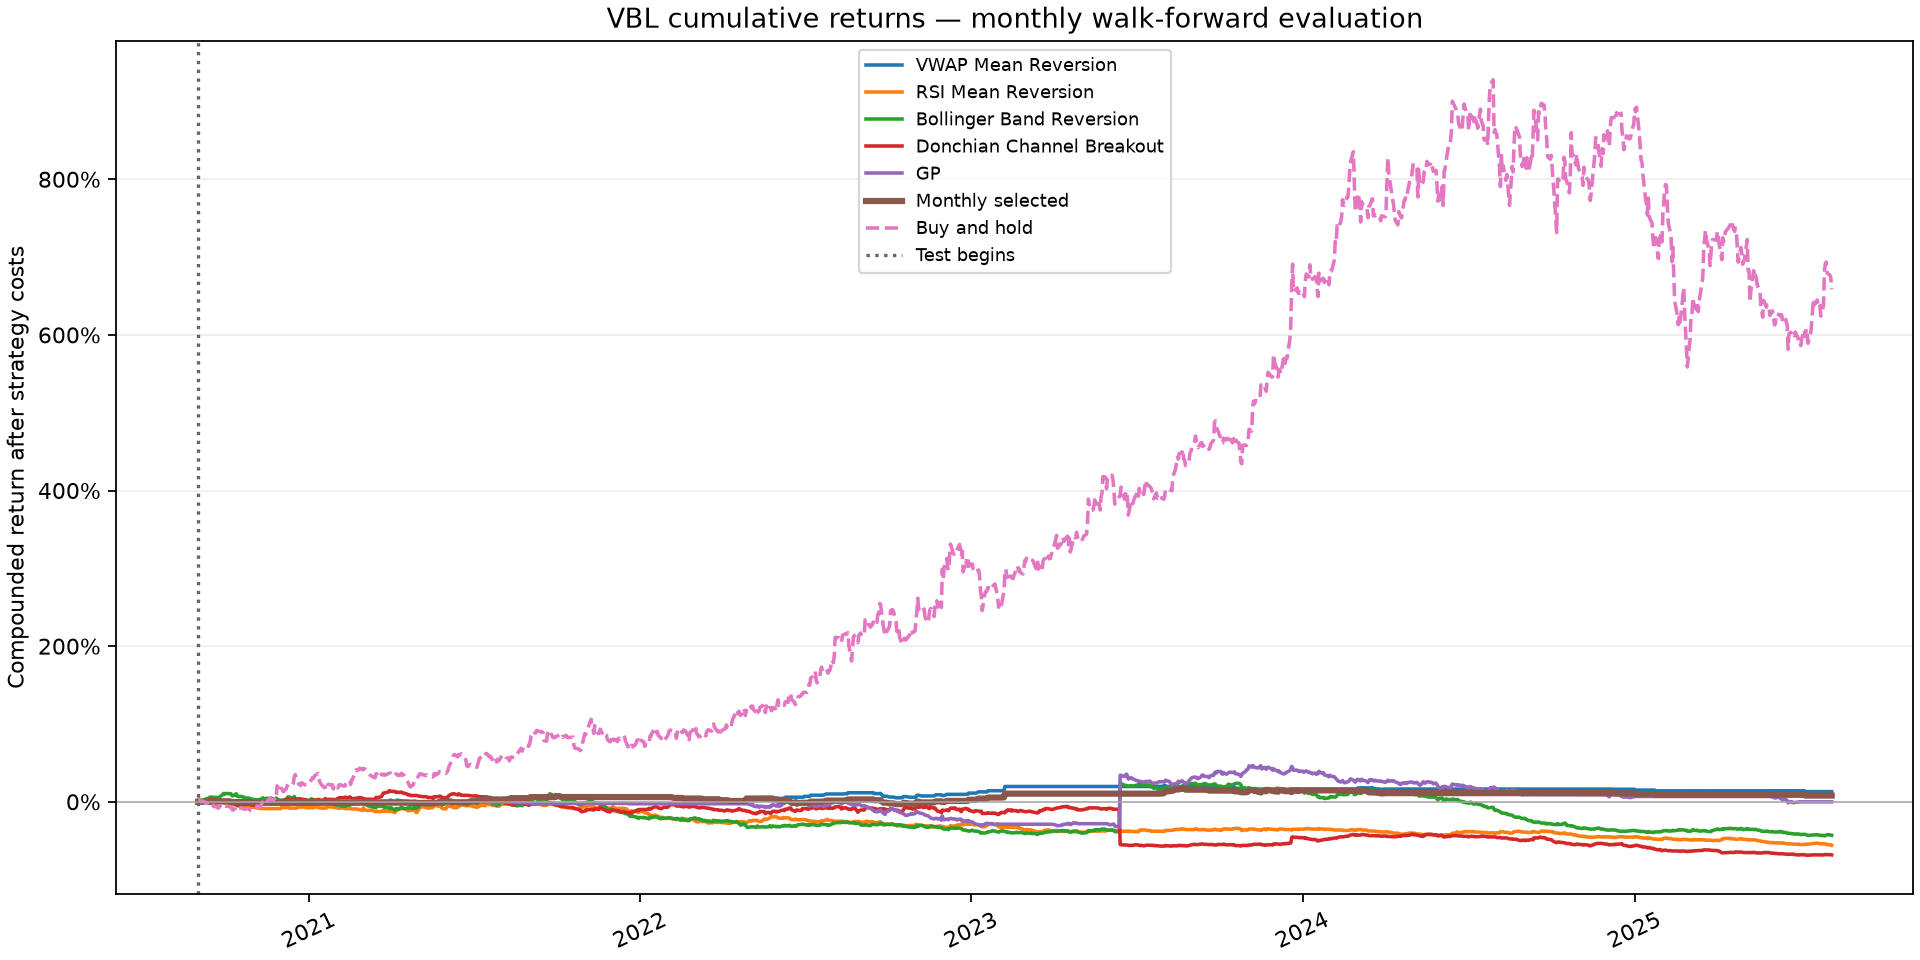 VBL cumulative returns — monthly walk-forward evaluation
Compounded return after strategy costs
800%
600%
400%
200%
0%
VWAP Mean Reversion
RSI Mean Reversion
Bollinger Band Reversion
Donchian Channel Breakout
GP
Monthly selected
Buy and hold
Test begins
2021
2022
2023
2024
2025